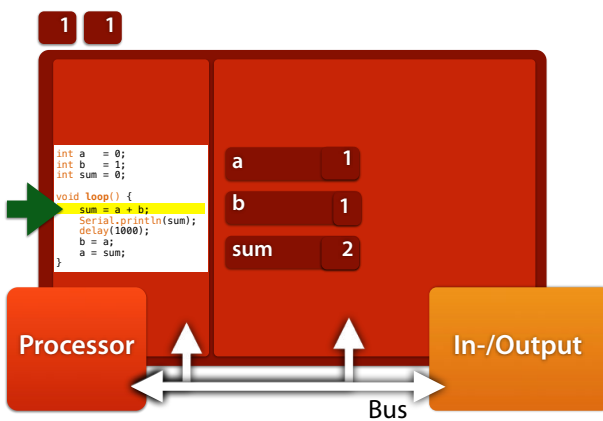 1 1
int a   = 0;
int b   = 1;
int sum = 0;
void loop() {
    sum = a + b;
    Serial.println(sum);
    delay(1000);
    b = a;
    a = sum;
}
a 1
b 1
sum 2
Processor
In-/Output
Bus